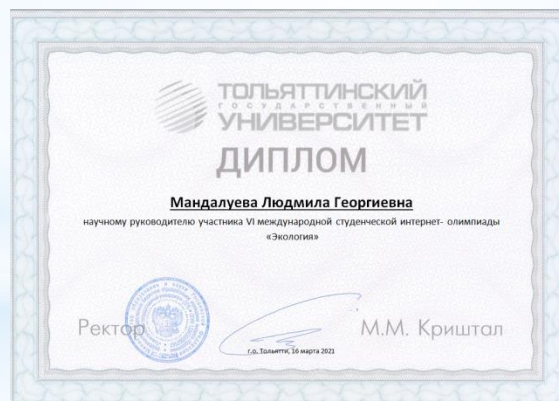 ТОЛЬЯТТИНСКИЙ
ГОСУДАРСТВЕННЫЙ
УНИВЕРСИТЕТ
ДИПЛОМ
Мандалуева Людмила Георгиевна
научному руководителю участника VI международной студенческой интернет- олимпиады
«Экология»
Ректор
М.М. Криштал
г.о. Тольятти, 16 марта 2021